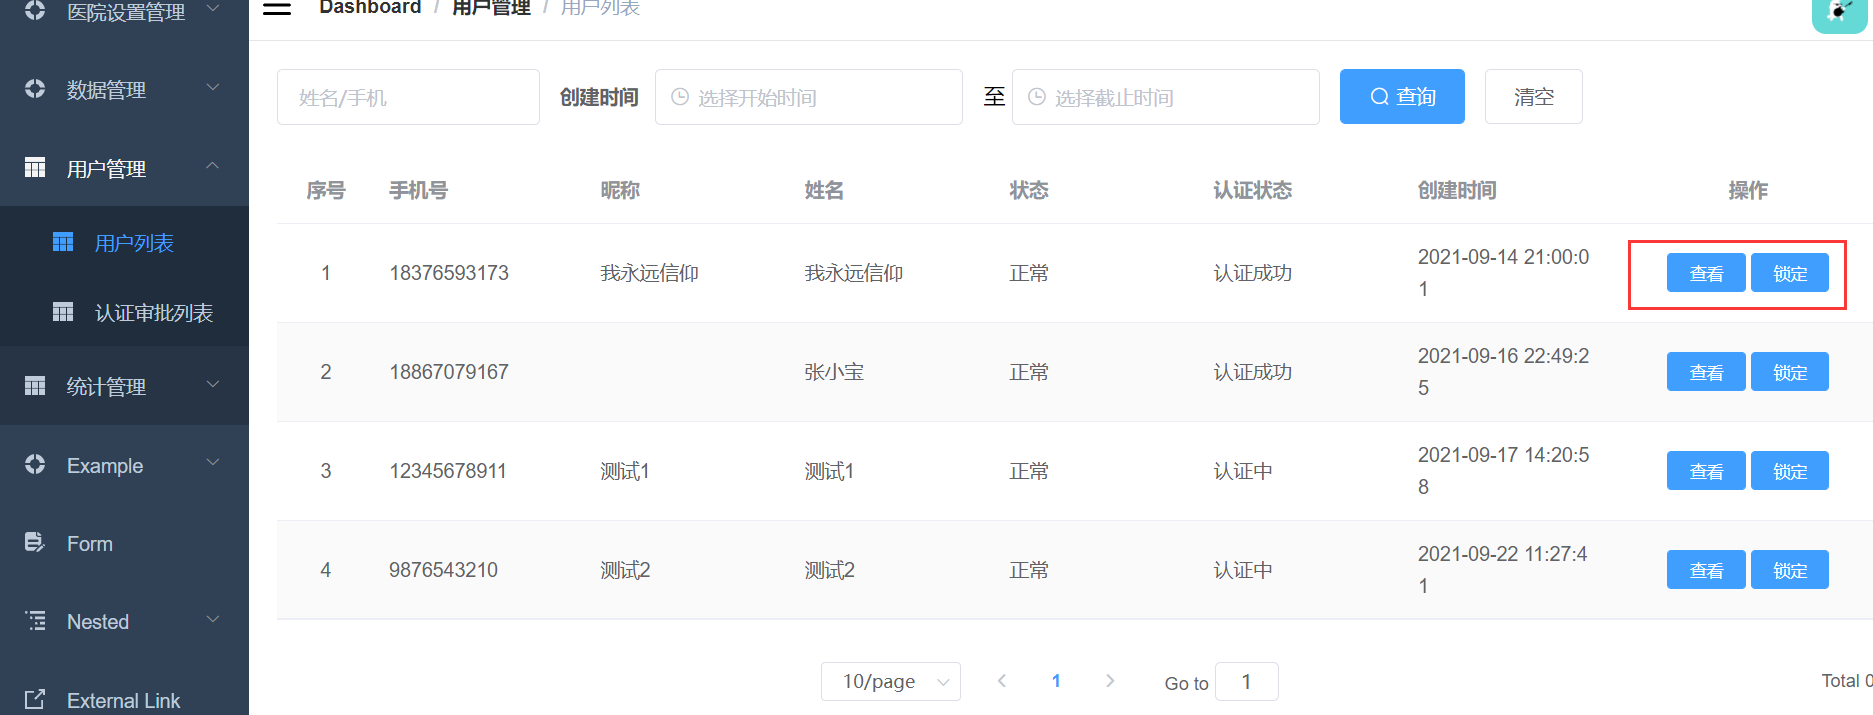 医院设置管理
数据管理
用户管理
用户列表
认证审批列表
统计管理
Example
Form
Nested
External Link
Dashboard / 用户管理 / 用户列表
姓名/手机 创建时间 选择开始时间 至 选择截止时间 查询 清空
序号 手机号 昵称 姓名 状态 认证状态 创建时间 操作
1 18376593173 我永远信仰 我永远信仰 正常 认证成功 2021-09-14 21:00:0
1
查看 锁定
2 18867079167 张小宝 正常 认证成功 2021-09-16 22:49:2
5
查看 锁定
3 12345678911 测试1 测试1 正常 认证中 2021-09-17 14:20:5
8
查看 锁定
4 9876543210 测试2 测试2 正常 认证中 2021-09-22 11:27:4
1
查看 锁定
10/page 1 Go to 1 Total 0